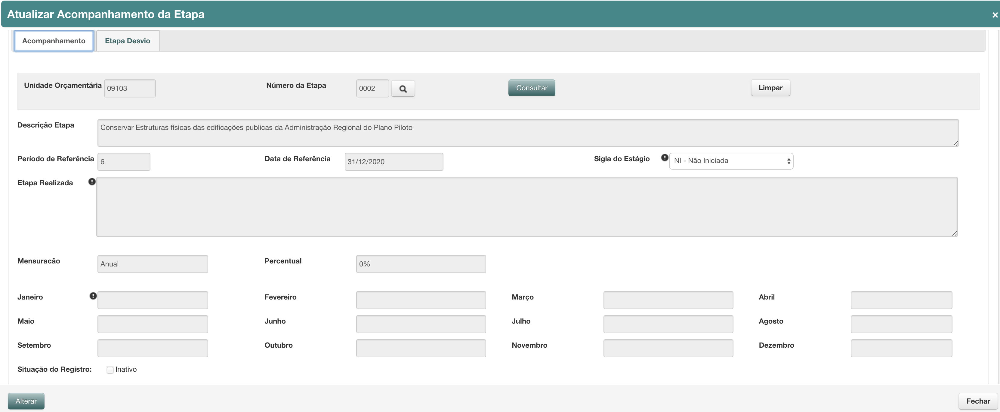 Atualizar Acompanhamento da Etapa ×
Acompanhamento Etapa Desvio
Unidade Orçamentária 09103 Número da Etapa 0002 Consultar Limpar
Descrição Etapa Conservar Estruturas físicas das edificações publicas da Administração Regional do Plano Piloto
Período de Referência 6 Data de Referência 31/12/2020 Sigla do Estágio NI - Não Iniciada
Etapa Realizada
Mensuracão Anual Percentual 0%
Janeiro Fevereiro Março Abril
Maio Junho Julho Agosto
Setembro Outubro Novembro Dezembro
Situação do Registro: Inativo
Alterar Fechar